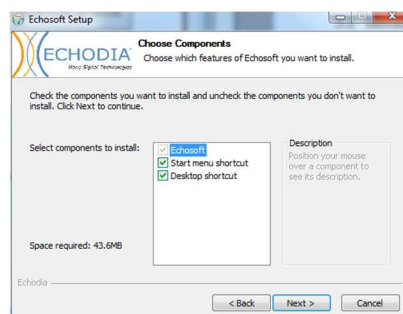 Echosoft Setup
ECHODIA
Choose Components
Choose which features of Echosoft you want to install.
Check the components you want to install and uncheck the components you don't want to
install. Click Next to continue.
Select components to install:
Echosoft
Start menu shortcut
Desktop shortcut
Description
Position your mouse
over a component to
see its description.
Space required: 43.6MB
Echodia
< Back
Next >
Cancel